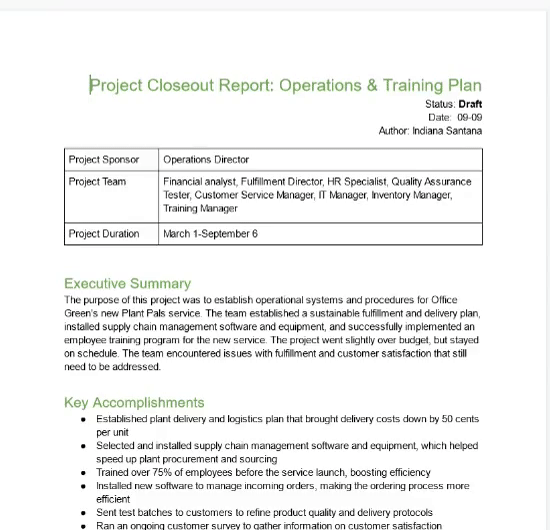 Project Closeout Report: Operations & Training Plan
Status: Draft
Date: 09-09
Author: Indiana Santana
Project Sponsor Operations Director
Project Team Financial analyst, Fulfillment Director, HR Specialist, Quality Assurance
Tester, Customer Service Manager, IT Manager, Inventory Manager,
Training Manager
Project Duration March 1-September 6
Executive Summary
The purpose of this project was to establish operational systems and procedures for Office
Green's new Plant Pals service. The team established a sustainable fulfillment and delivery plan,
installed supply chain management software and equipment, and successfully implemented an
employee training program for the new service. The project went slightly over budget, but stayed
on schedule. The team encountered issues with fulfillment and customer satisfaction that still
need to be addressed.
Key Accomplishments
● Established plant delivery and logistics plan that brought delivery costs down by 50 cents
per unit
● Selected and installed supply chain management software and equipment, which helped
speed up plant procurement and sourcing
● Trained over 75% of employees before the service launch, boosting efficiency
● Installed new software to manage incoming orders, making the ordering process more
efficient
● Sent test batches to customers to refine product quality and delivery protocols
● Ran an ongoing customer survey to gather information on customer satisfaction